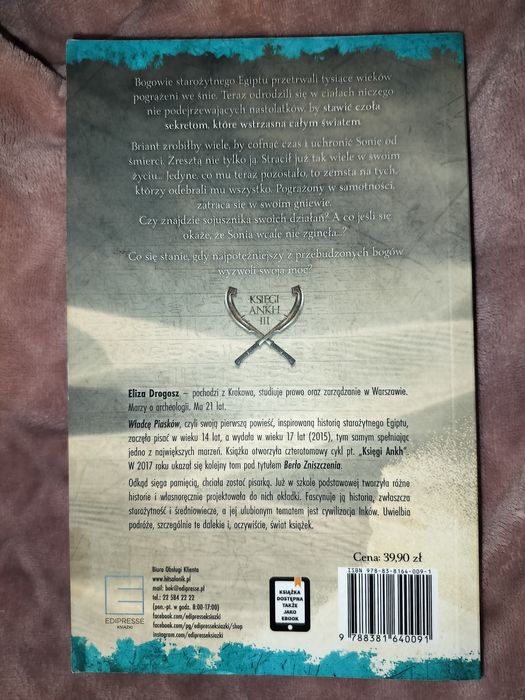 Bogowie starożytnego Egiptu przetrwali tysiące wieków
pogrążeni we śnie. Teraz odrodzili się w ciałach niczego
nie podejrzewających nastolatków, by stawić czoła
sekretom, które wstrząsną całym światem.
Briant zrobiłby wiele, by cofnąć czas i uchronić Sonię od
śmierci. Zresztą nie tylko ją. Stracił już tak wiele w swoim
życiu... Jedyne, co mu teraz pozostało, to zemsta na tych,
którzy odebrali mu wszystko. Pogrążony w samotności,
zatraca się w swoim gniewie.
Czy znajdzie sojusznika swoich działań? A co jeśli się
okaże, że Sonia wcale nie zginęła...?
Co się stanie, gdy najpotężniejszy z przebudzonych bogów
wyzwoli swoją moc?
KSIĘGI
ANKH
III
Eliza Drogosz – pochodzi z Krakowa, studiuje prawo oraz zarządzanie w Warszawie.
Marzy o archeologii. Ma 21 lat.
Władcę Piasków, czyli swoją pierwszą powieść, inspirowaną historią starożytnego Egiptu,
zaczęła pisać w wieku 14 lat, a wydała w wieku 17 lat (2015), tym samym spełniając
jedno z największych marzeń. Książka otworzyła czterotomowy cykl pt. „Księgi Ankh".
W 2017 roku ukazał się kolejny tom pod tytułem Berło Zniszczenia.
Odkąd sięga pamięcią, chciała zostać pisarką. Już w szkole podstawowej tworzyła różne
historie i własnoręcznie projektowała do nich okładki. Fascynuje ją historia, zwłaszcza
starożytność i średniowiecze, a jej ulubionym tematem jest cywilizacja Inków. Uwielbia
podróże, szczególnie te dalekie i, oczywiście, świat książek.
Cena: 39,90 zł
ISBN 978-83-8164-009-1
Biuro Obsługi Klienta
www.hitsalonik.pl
mail: bok@edipresse.pl
tel.: 22 584 22 22
(pon.-pt. w godz. 8:00-17:00)
facebook.com/edipresseksiazki
facebook.com/pg/edipresseksiazki/shop
instagram.com/edipresseksiazki
EDIPRESSE
KSIĄŻKI
KSIĄŻKA
DOSTĘPNA
TAKŻE
JAKO
EBOOK
9 788381 640091